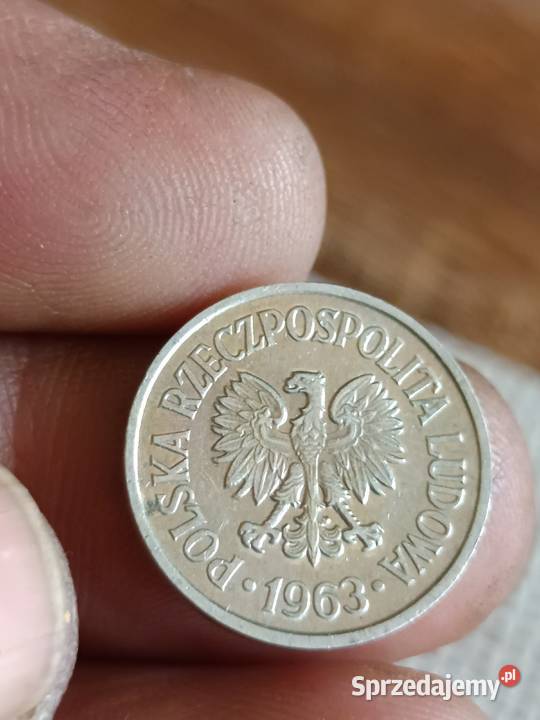 POLSKA RZECZPOSPOLITA LUDOWA
· 1963 ·
Sprzedajemy.pl